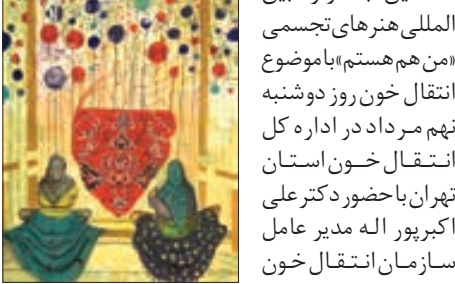 المللی هنرهای تجسمی
«من هم هستم» با موضوع
انتقال خون روز دوشنبه
نهم مرداد در اداره کل
انتقال خون استان
تهران با حضور دکتر علی
اکبرپور اله مدیر عامل
سازمان انتقال خون